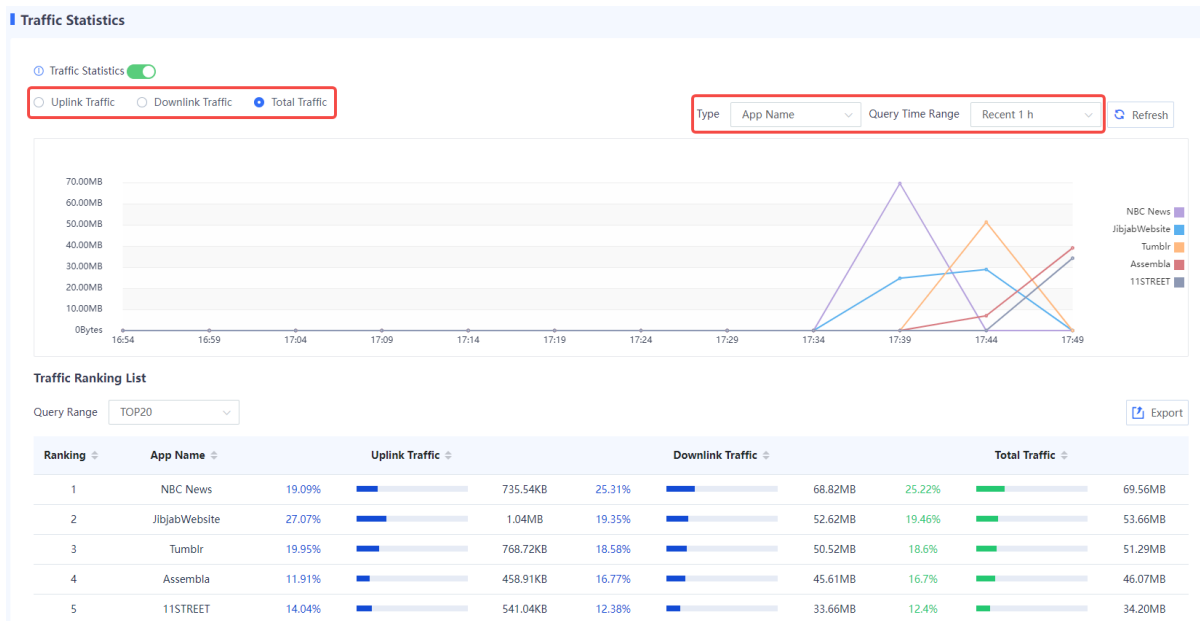 Traffic Statistics
Traffic Statistics
Uplink Traffic Downlink Traffic Total Traffic
Type App Name Query Time Range Recent 1 h Refresh
70.00MB
60.00MB
50.00MB
40.00MB
30.00MB
20.00MB
10.00MB
0Bytes
16:54 16:59 17:04 17:09 17:14 17:19 17:24 17:29 17:34 17:39 17:44 17:49
NBC News
JibjabWebsite
Tumblr
Assembla
11STREET
Traffic Ranking List
Query Range TOP20 Export
Ranking App Name Uplink Traffic Downlink Traffic Total Traffic
1 NBC News 19.09% 735.54KB 25.31% 68.82MB 25.22% 69.56MB
2 JibjabWebsite 27.07% 1.04MB 19.35% 52.62MB 19.46% 53.66MB
3 Tumblr 19.95% 768.72KB 18.58% 50.52MB 18.6% 51.29MB
4 Assembla 11.91% 458.91KB 16.77% 45.61MB 16.7% 46.07MB
5 11STREET 14.04% 541.04KB 12.38% 33.66MB 12.4% 34.20MB